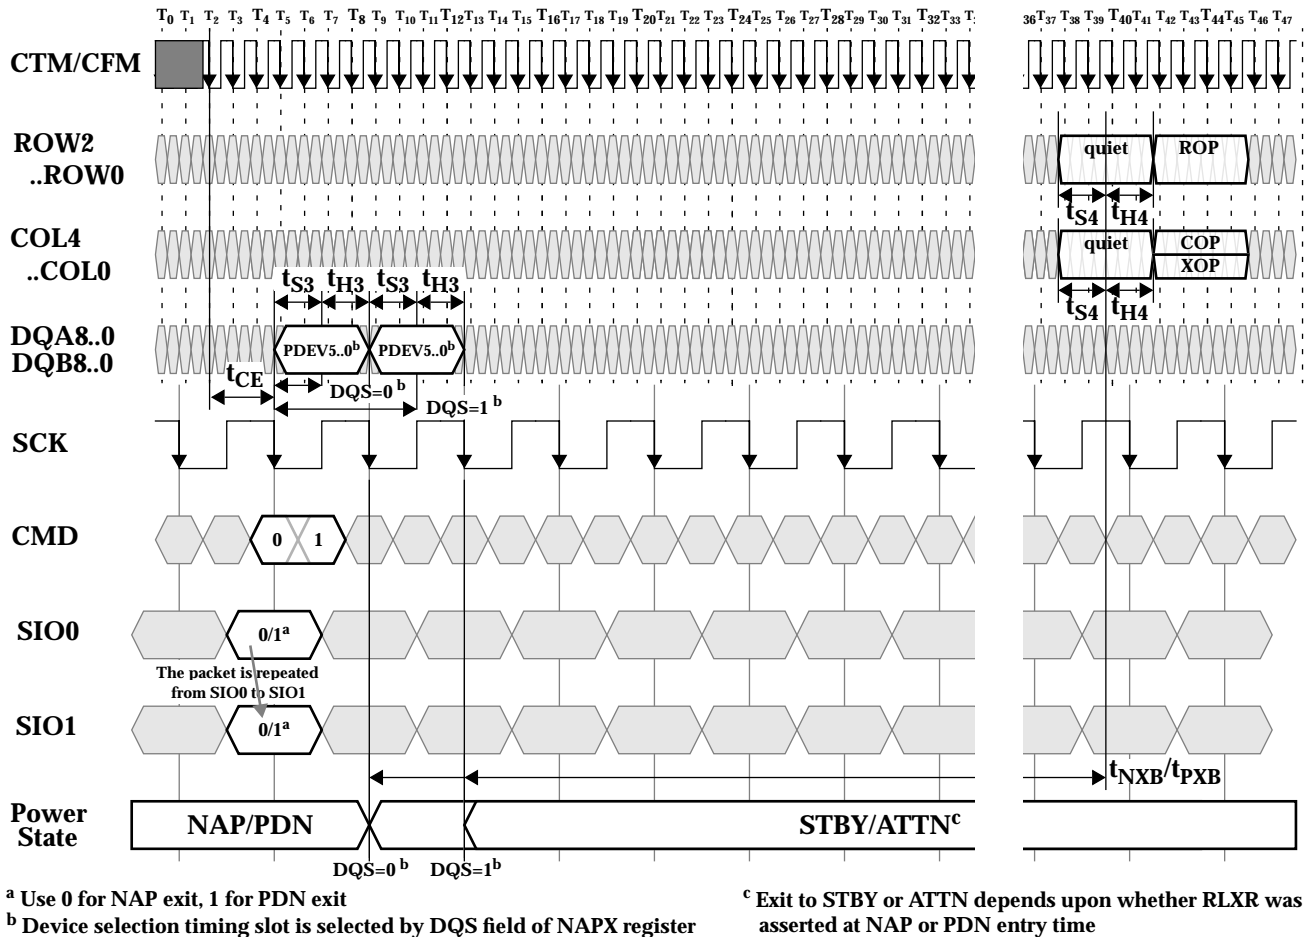 T0 T1 T2 T3 T4 T5 T6 T7 T8 T9 T10 T11 T12 T13 T14 T15 T16 T17 T18 T19 T20 T21 T22 T23 T24 T25 T26 T27 T28 T29 T30 T31 T32 T33 36 T37 T38 T39 T40 T41 T42 T43 T44 T45 T46 T47
CTM/CFM
ROW2
..ROW0
quiet ROP
tS4 tH4
COL4
..COL0
quiet COP
XOP
tS3 tH3 tS3 tH3
tS4 tH4
DQA8..0
DQB8..0
PDEV5..0b PDEV5..0b
tCE
DQS=0 b
DQS=1 b
SCK
CMD
0 1
SIO0
0/1a
The packet is repeated
from SIO0 to SIO1
SIO1
0/1a
tNXB/tPXB
Power
State
NAP/PDN
STBY/ATTNc
DQS=0 b DQS=1b
a Use 0 for NAP exit, 1 for PDN exit
b Device selection timing slot is selected by DQS field of NAPX register
c Exit to STBY or ATTN depends upon whether RLXR was
asserted at NAP or PDN entry time